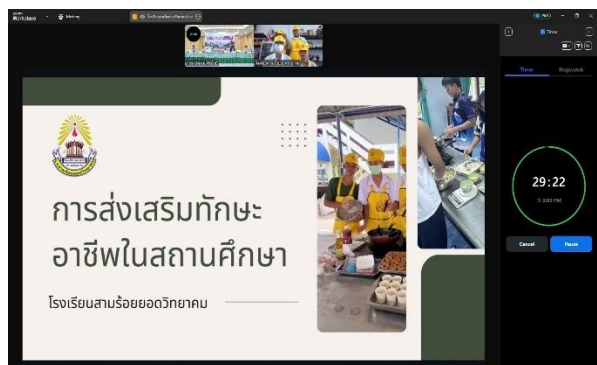 Workplace
Meeting
Timer
Timer
Stopwatch
29:22
Cancel
Pause
การส่งเสริมทักษะ
อาชีพในสถานศึกษา
โรงเรียนสามร้อยยอดวิทยาคม